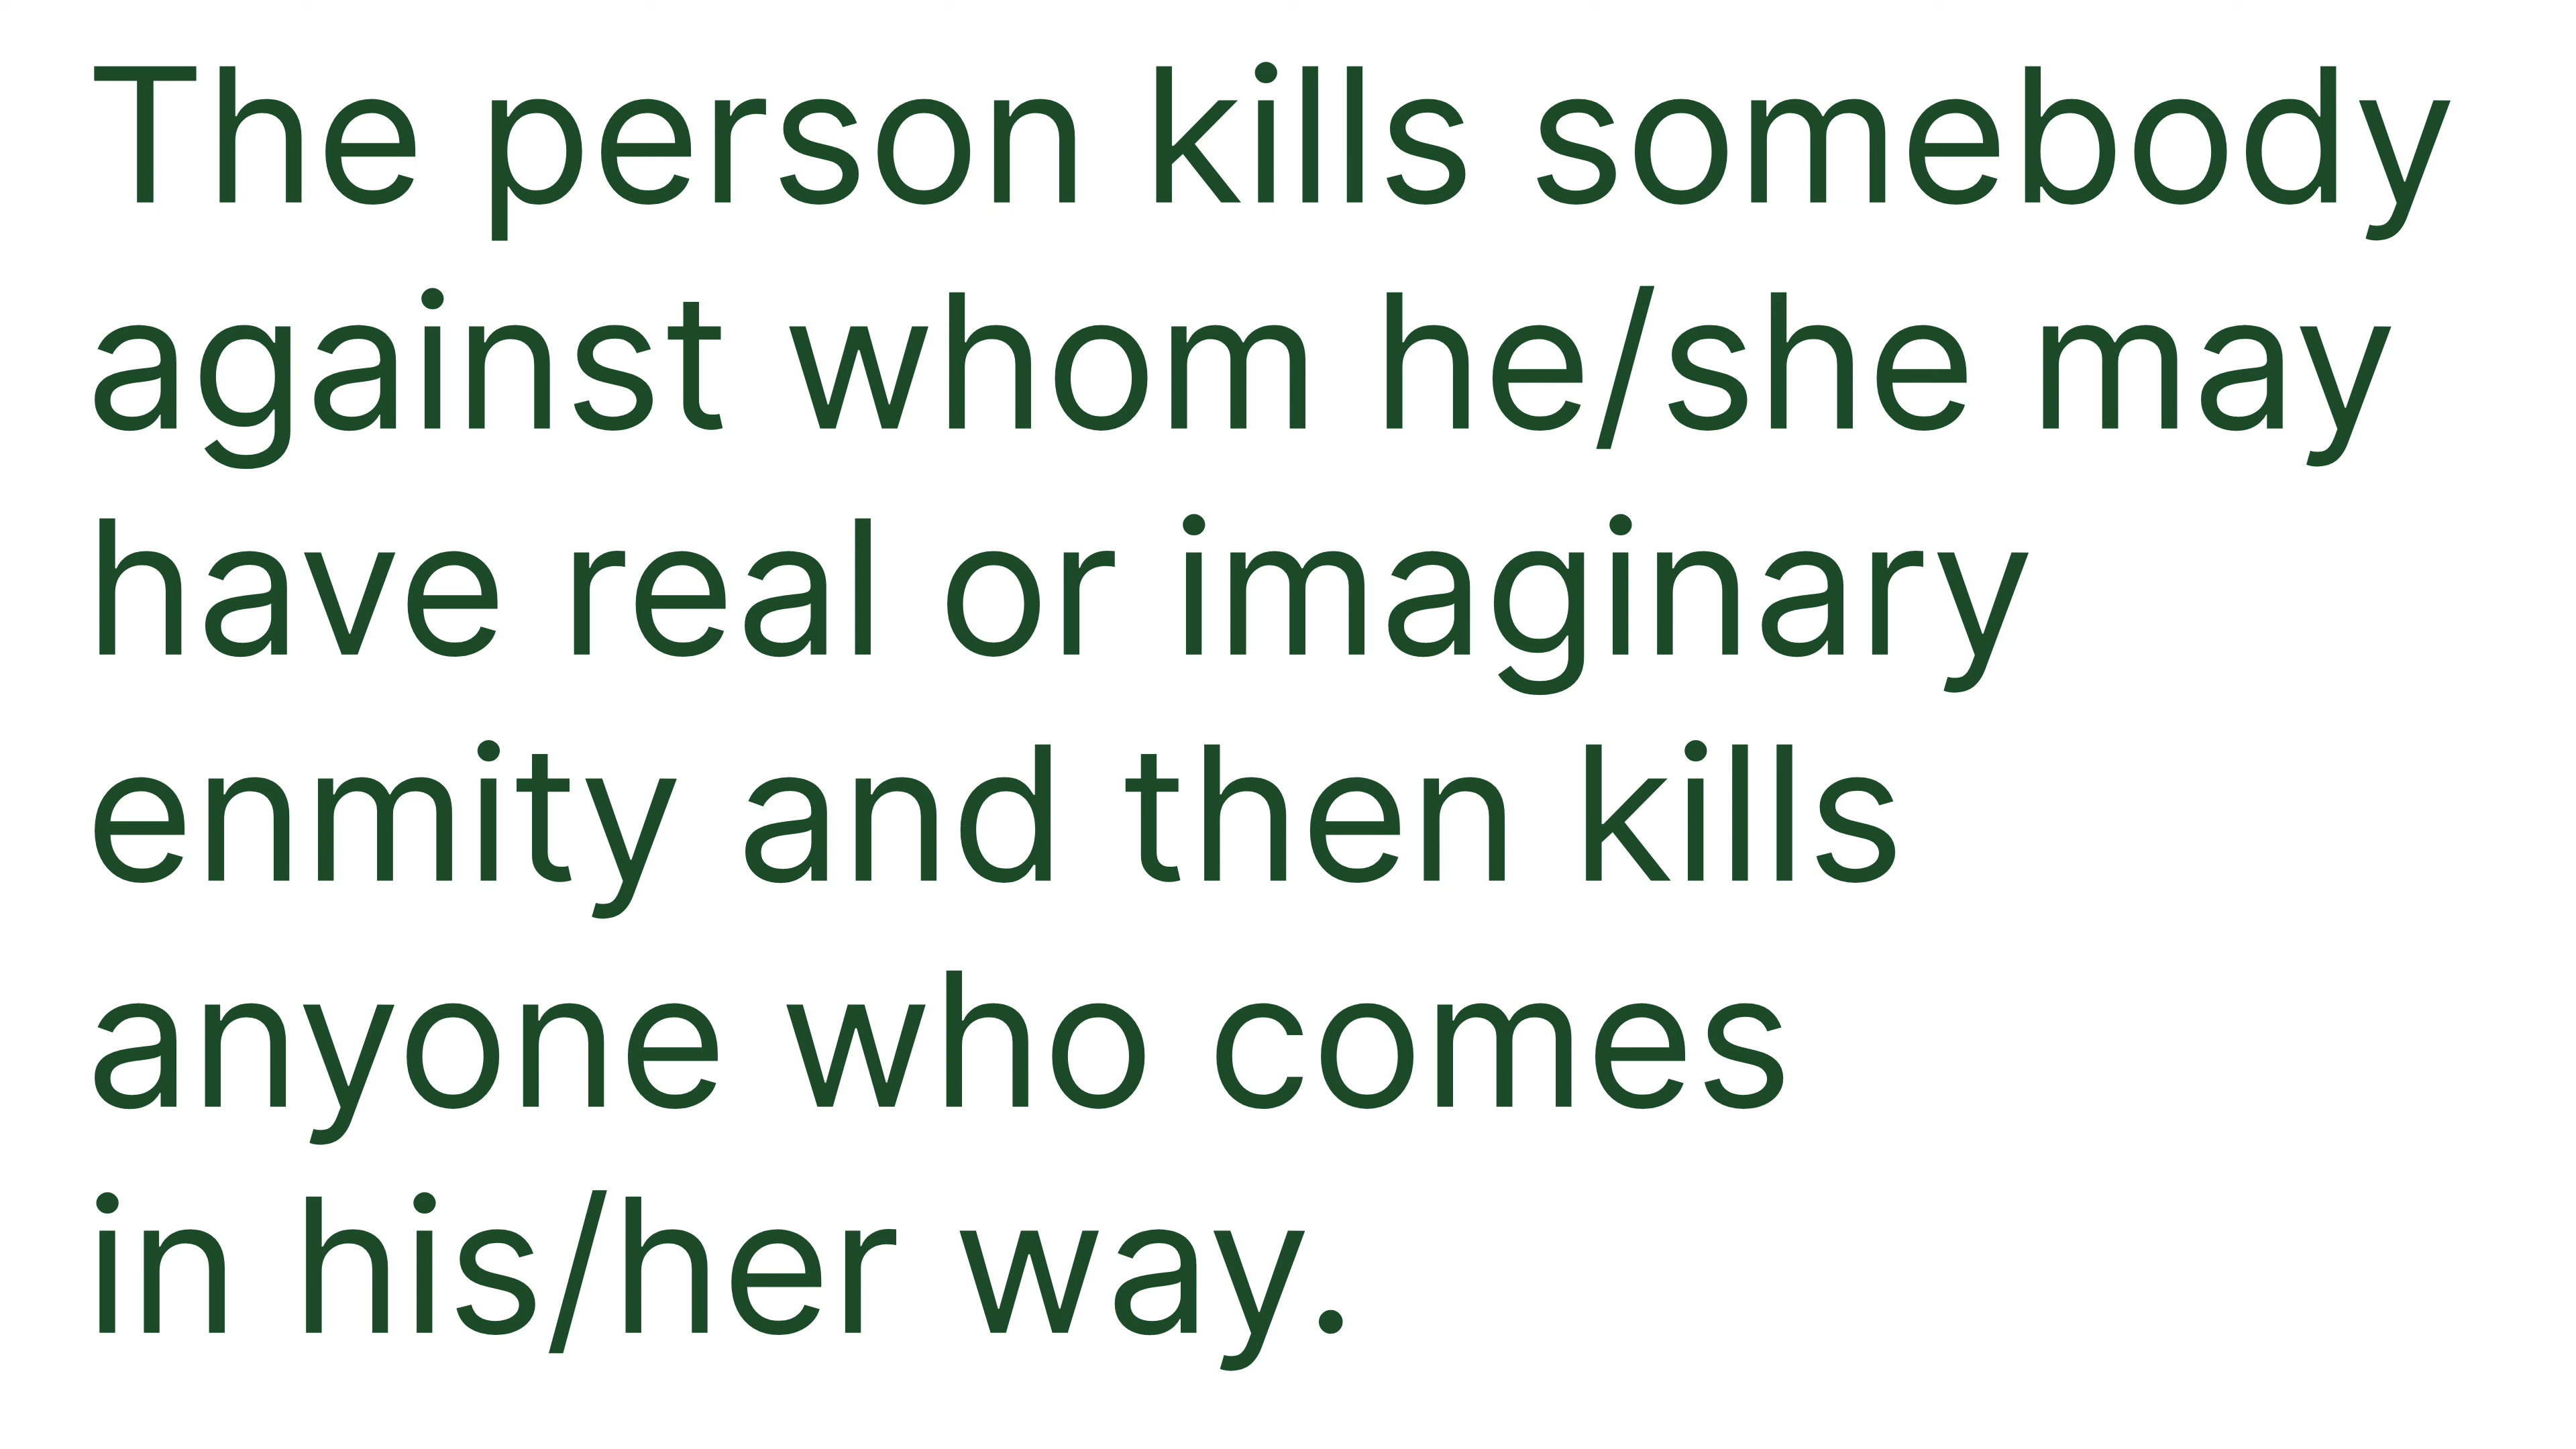 The person kills somebody
against whom he/she may
have real or imaginary
enmity and then kills
anyone who comes
in his/her way.